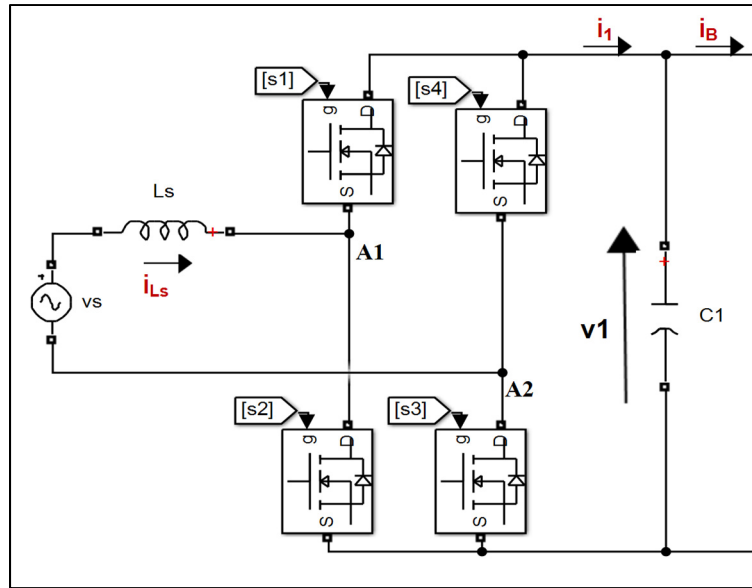 i1
iB
[s1]
[s4]
g
D
S
g
D
S
Ls
A1
iLs
+
vs
v1
+
C1
A2
[s2]
[s3]
g
D
S
g
D
S
+